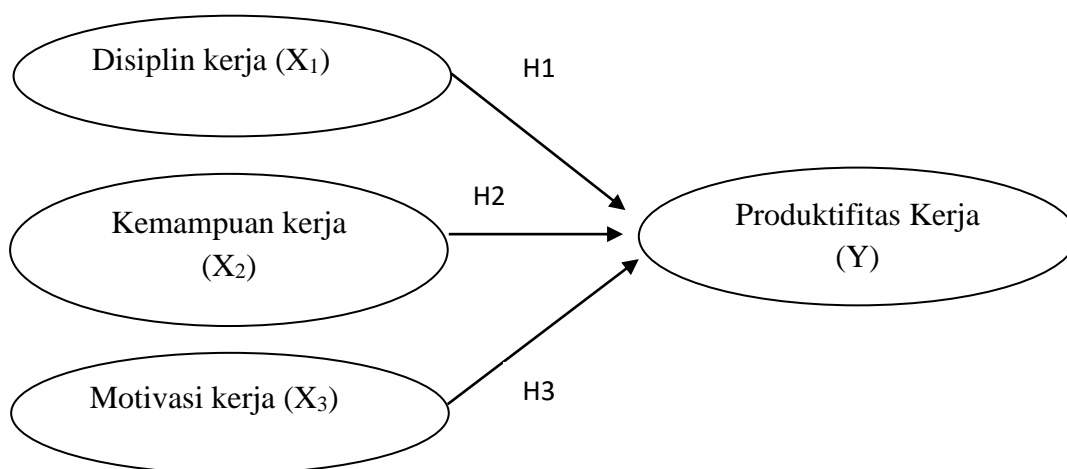 Disiplin kerja (X₁)
H1
Kemampuan kerja
(X₂)
H2
Produktifitas Kerja
(Y)
Motivasi kerja (X₃)
H3